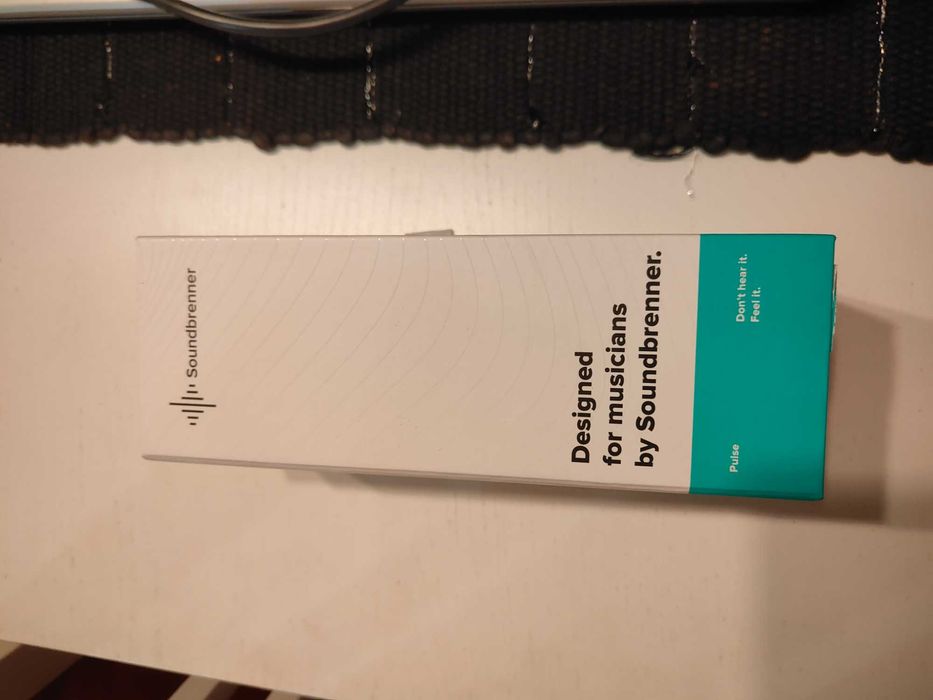 Soundbrenner
Designed
for musicians
by Soundbrenner.
Pulse
Don't hear it.
Feel it.